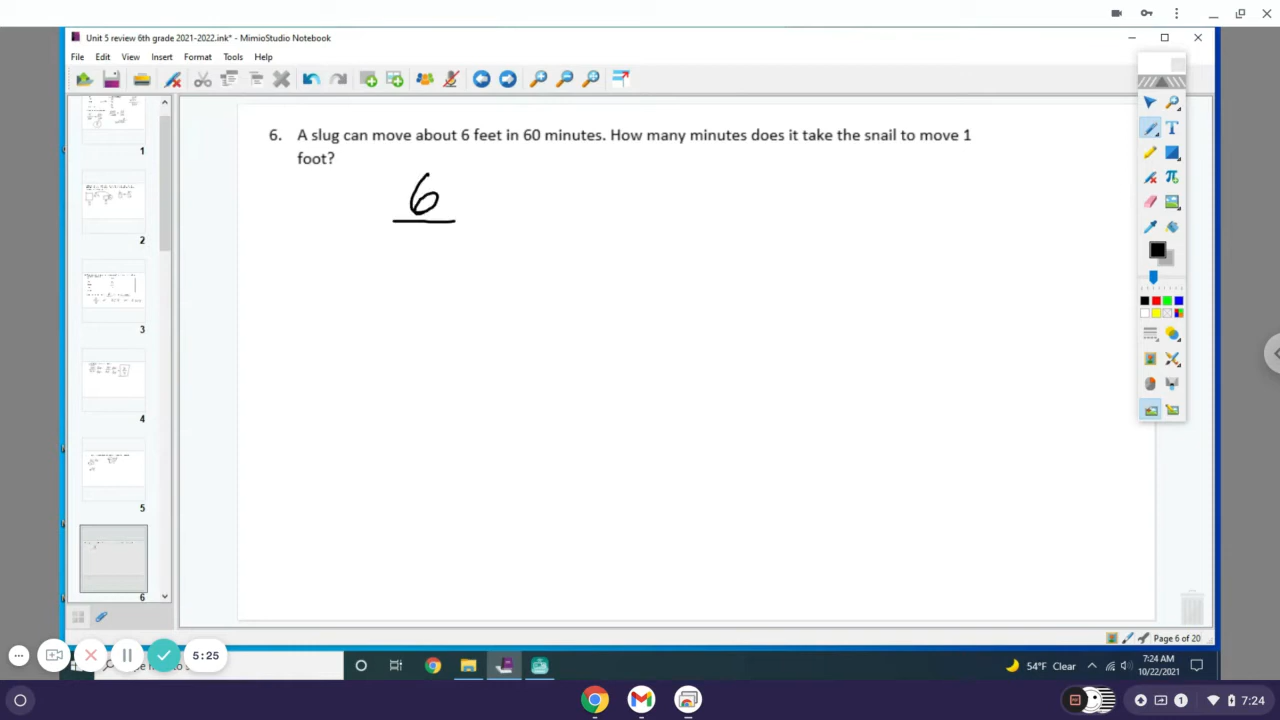 Unit 5 review 6th grade 2021-2022.ink* - MimioStudio Notebook
File Edit View Insert Format Tools Help
1
2
3
4
5
6
6. A slug can move about 6 feet in 60 minutes. How many minutes does it take the snail to move 1
foot?
6
Page 6 of 20
5:25
54°F Clear
7:24 AM
10/22/2021
1
7:24